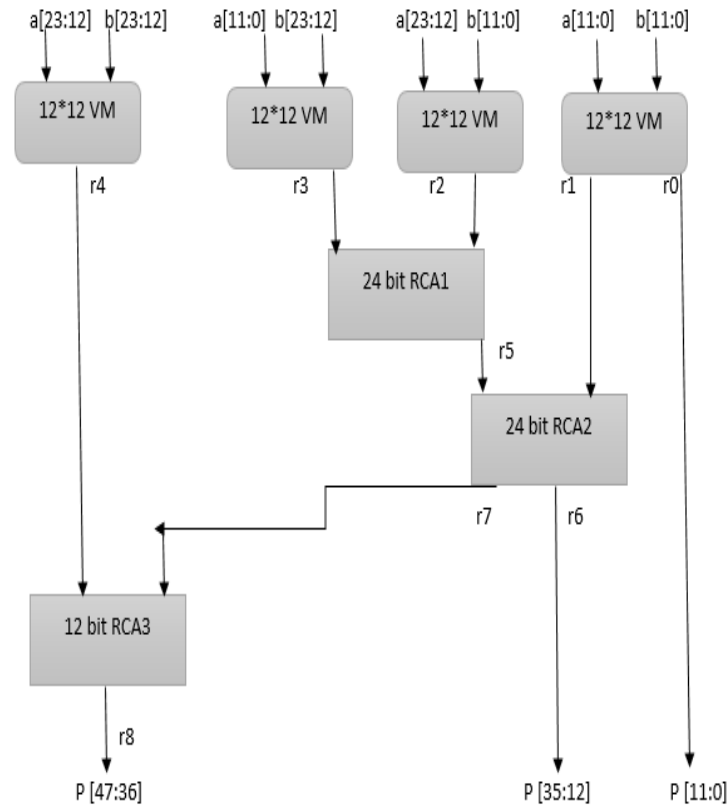 a[23:12] b[23:12] a[11:0] b[23:12] a[23:12] b[11:0] a[11:0] b[11:0]
12*12 VM 12*12 VM 12*12 VM 12*12 VM
r4 r3 r2 r1 r0
24 bit RCA1
r5
24 bit RCA2
r7 r6
12 bit RCA3
r8
P [47:36] P [35:12] P [11:0]